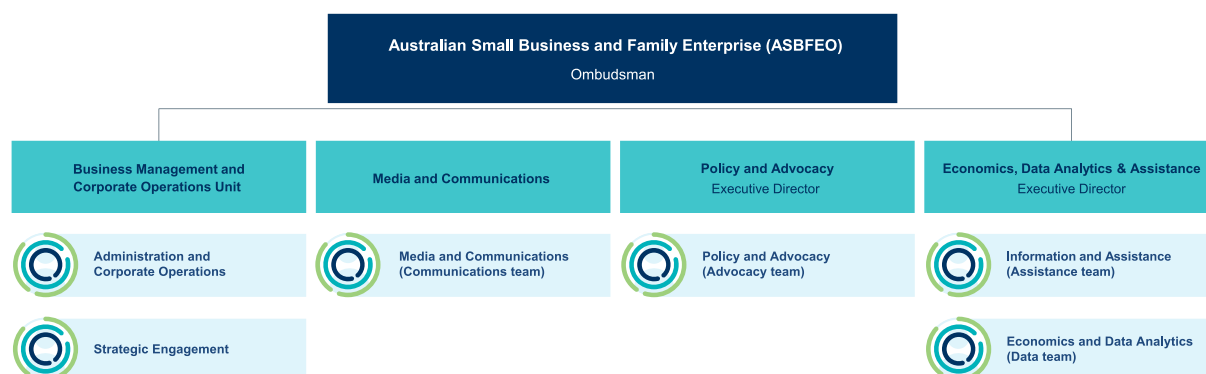 Australian Small Business and Family Enterprise (ASBFEO)
Ombudsman
Business Management and
Corporate Operations Unit
Media and Communications
Policy and Advocacy
Executive Director
Economics, Data Analytics & Assistance
Executive Director
Administration and
Corporate Operations
Media and Communications
(Communications team)
Policy and Advocacy
(Advocacy team)
Information and Assistance
(Assistance team)
Strategic Engagement
Economics and Data Analytics
(Data team)